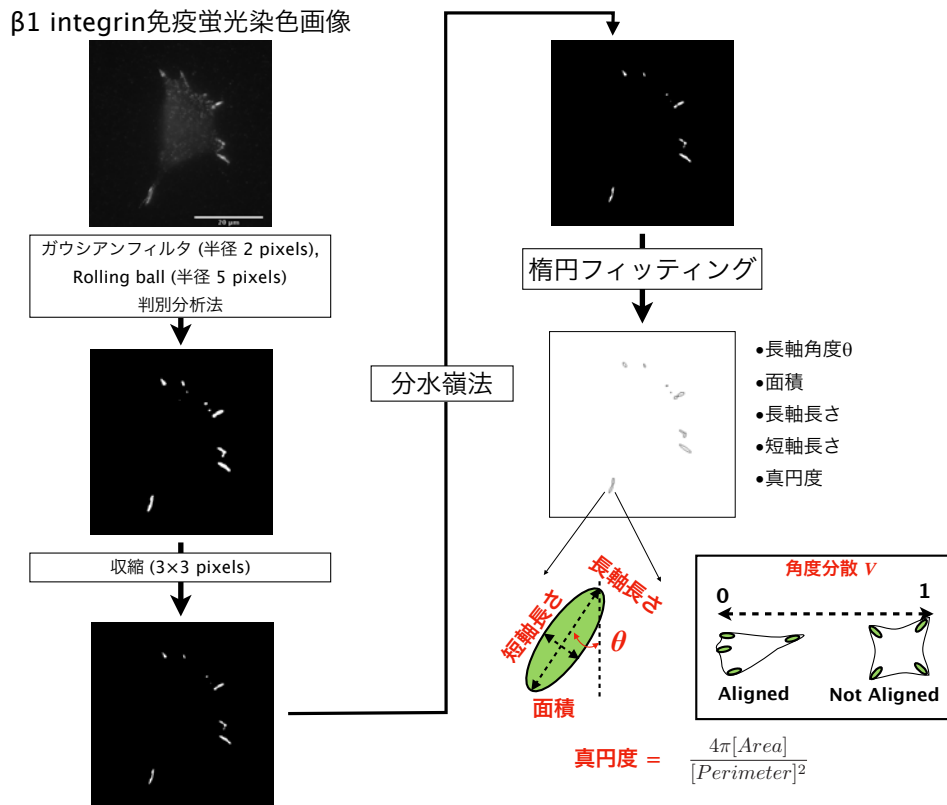 β1 integrin免疫蛍光染色画像
20 μm
ガウシアンフィルタ (半径 2 pixels),
Rolling ball (半径 5 pixels)
判別分析法
収縮 (3×3 pixels)
分水嶺法
楕円フィッティング
•長軸角度θ
•面積
•長軸長さ
•短軸長さ
•真円度
長軸長さ
短軸長さ
θ
面積
角度分散 V
0 1
Aligned Not Aligned
真円度 = 4π[Area]
[Perimeter]²